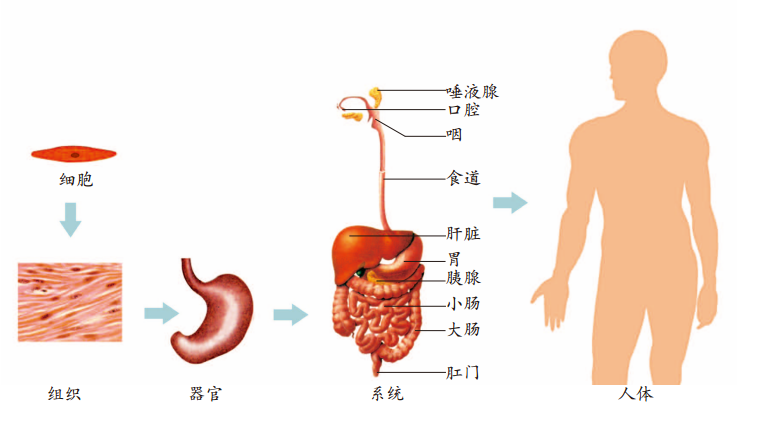 唾液腺
口腔
咽
细胞
食道
肝脏
胃
胰腺
小肠
大肠
肛门
组织
器官
系统
人体